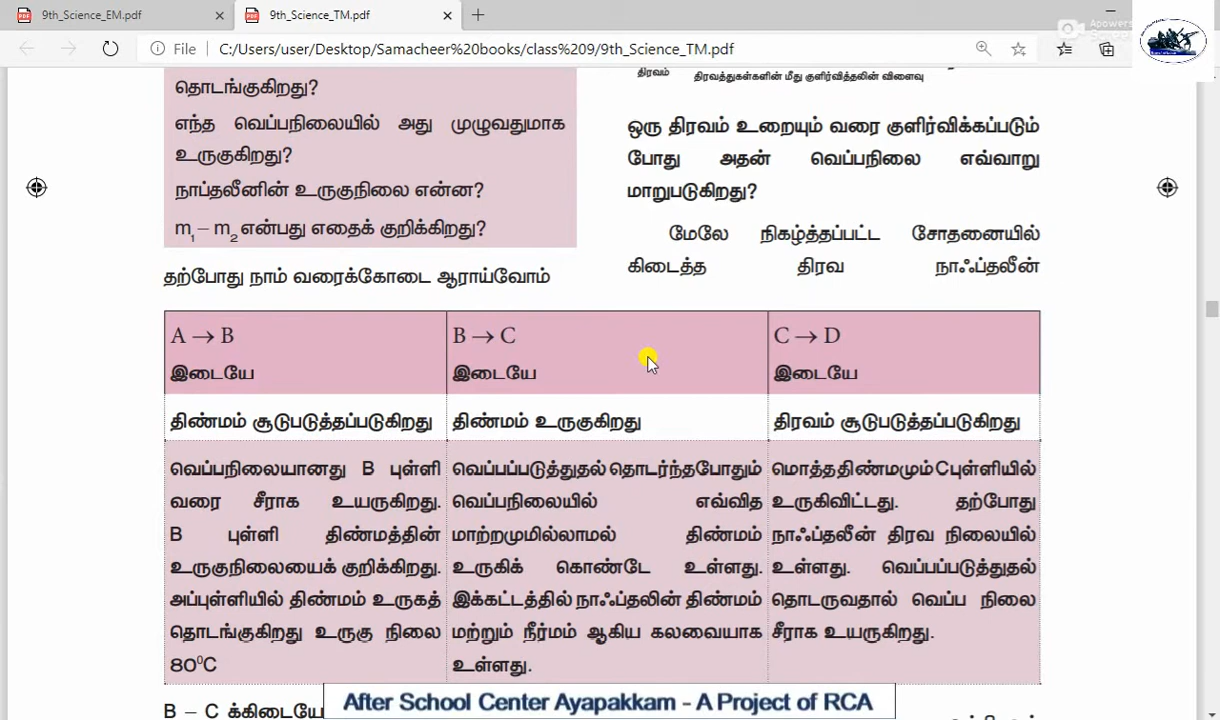 9th_Science_EM.pdf
9th_Science_TM.pdf
File
C:/Users/user/Desktop/Samacheer%20books/class%209/9th_Science_TM.pdf
தொடங்குகிறது?
எந்த வெப்பநிலையில் அது முழுவதுமாக
உருகுகிறது?
நாப்தலீனின் உருகுநிலை என்ன?
m₁ – m₂ என்பது எதைக் குறிக்கிறது?
தற்போது நாம் வரைக்கோடை ஆராய்வோம்
திரவம்
திரவத்துகள்களின் மீது குளிர்வித்தலின் விளைவு
ஒரு திரவம் உறையும் வரை குளிர்விக்கப்படும்
போது அதன் வெப்பநிலை எவ்வாறு
மாறுபடுகிறது?
மேலே நிகழ்த்தப்பட்ட சோதனையில்
கிடைத்த திரவ நாஃப்தலீன்
A → B
இடையே
B → C
இடையே
C → D
இடையே
திண்மம் சூடுபடுத்தப்படுகிறது
திண்மம் உருகுகிறது
திரவம் சூடுபடுத்தப்படுகிறது
வெப்பநிலையானது B புள்ளி
வரை சீராக உயருகிறது.
B புள்ளி திண்மத்தின்
உருகுநிலையைக் குறிக்கிறது.
அப்புள்ளியில் திண்மம் உருகத்
தொடங்குகிறது உருகு நிலை
80⁰C
வெப்பப்படுத்துதல் தொடர்ந்தபோதும்
வெப்பநிலையில் எவ்வித
மாற்றமுமில்லாமல் திண்மம்
உருகிக் கொண்டே உள்ளது.
இக்கட்டத்தில் நாஃப்தலின் திண்மம்
மற்றும் நீர்மம் ஆகிய கலவையாக
உள்ளது.
மொத்த திண்மமும் C புள்ளியில்
உருகிவிட்டது. தற்போது
நாஃப்தலீன் திரவ நிலையில்
உள்ளது. வெப்பப்படுத்துதல்
தொடருவதால் வெப்ப நிலை
சீராக உயருகிறது.
B – C க்கிடையே
After School Center Ayapakkam - A Project of RCA